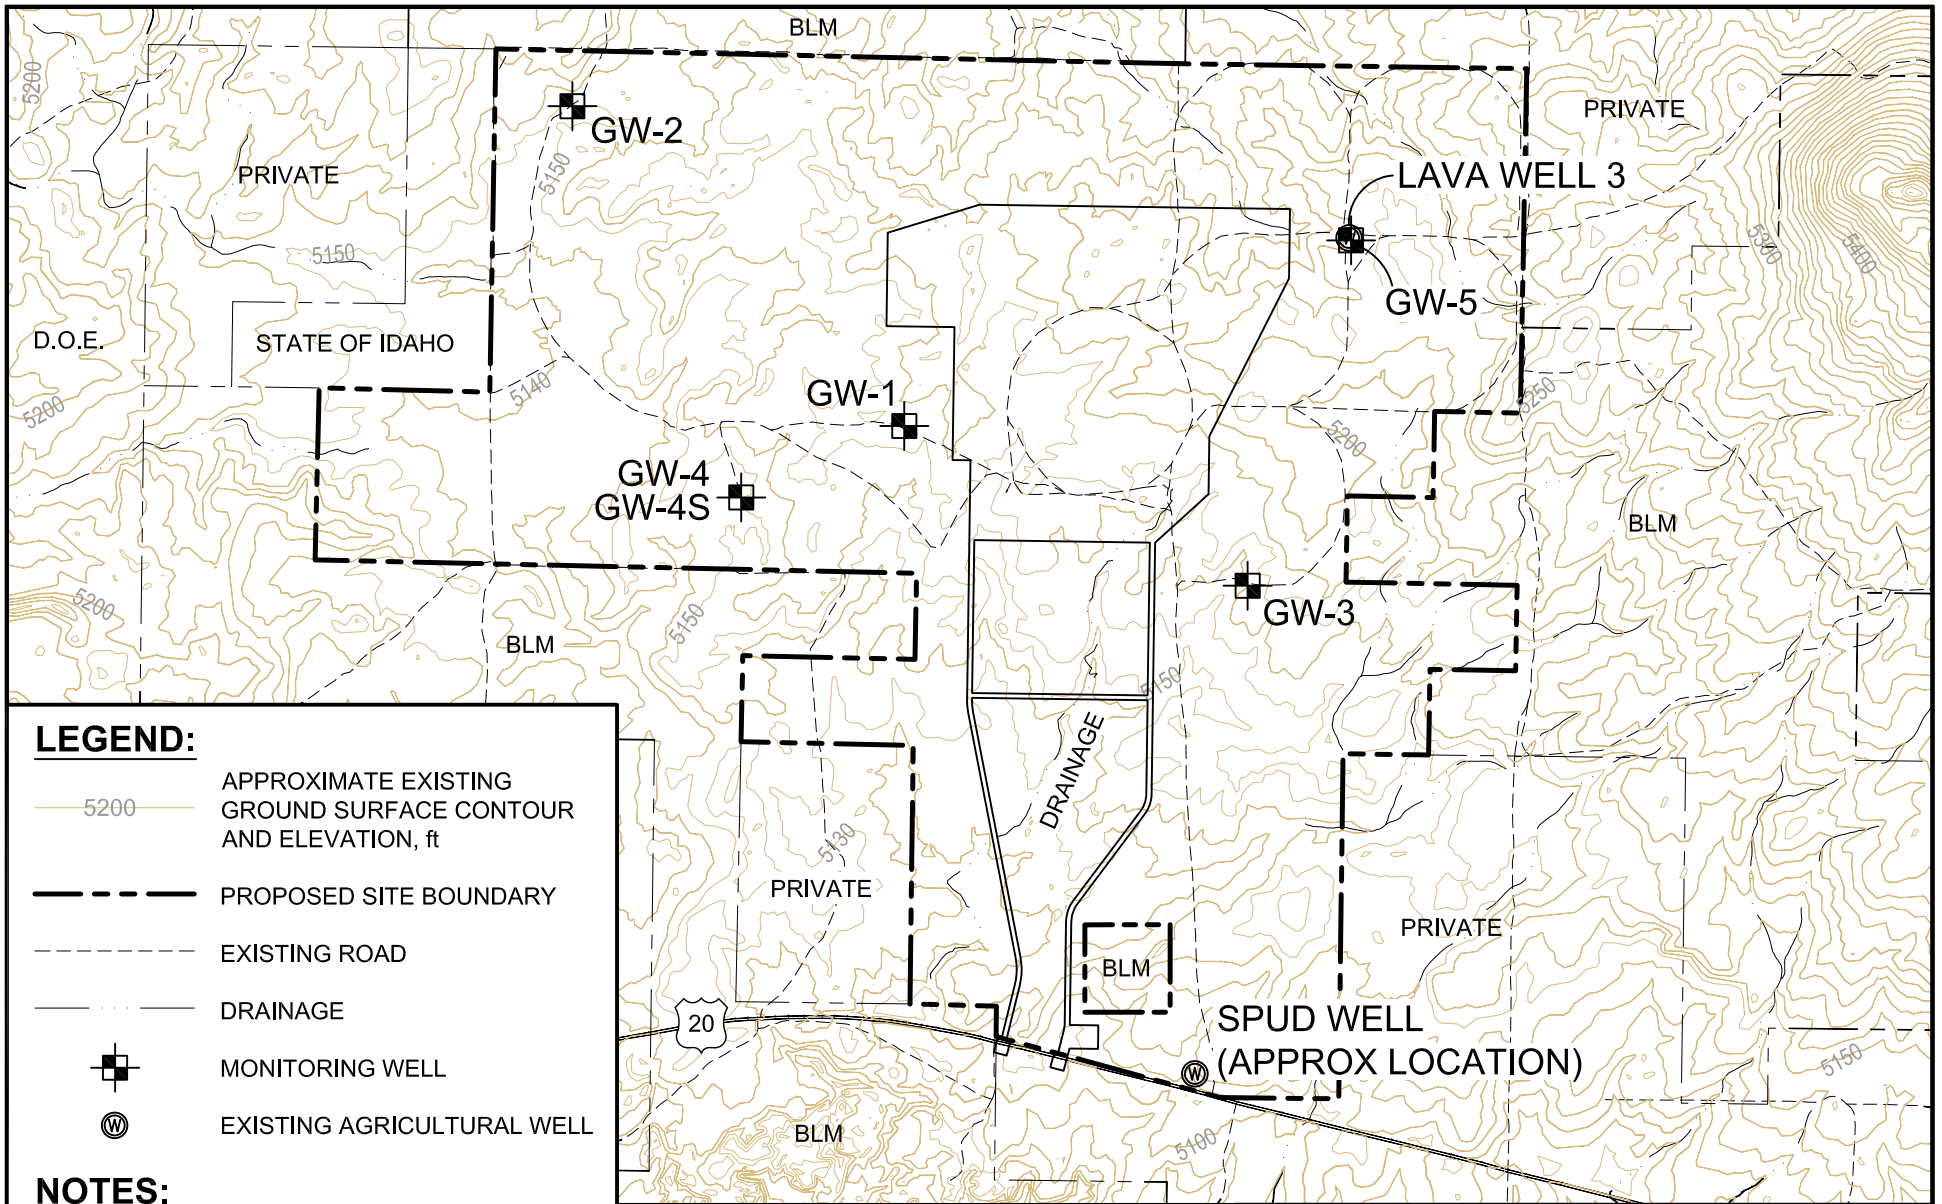 BLM
5200
PRIVATE
GW-2
PRIVATE
5150
LAVA WELL 3
5150
5300
5400
GW-5
D.O.E.
STATE OF IDAHO
5140
GW-1
5250
5200
5200
GW-4
GW-4S
BLM
5200
5150
GW-3
BLM
5150
DRAINAGE
5130
PRIVATE
PRIVATE
BLM
20
SPUD WELL
(APPROX LOCATION)
5150
BLM
5100
LEGEND:
5200
APPROXIMATE EXISTING
GROUND SURFACE CONTOUR
AND ELEVATION, ft
PROPOSED SITE BOUNDARY
EXISTING ROAD
DRAINAGE
MONITORING WELL
W
EXISTING AGRICULTURAL WELL
W
NOTES: